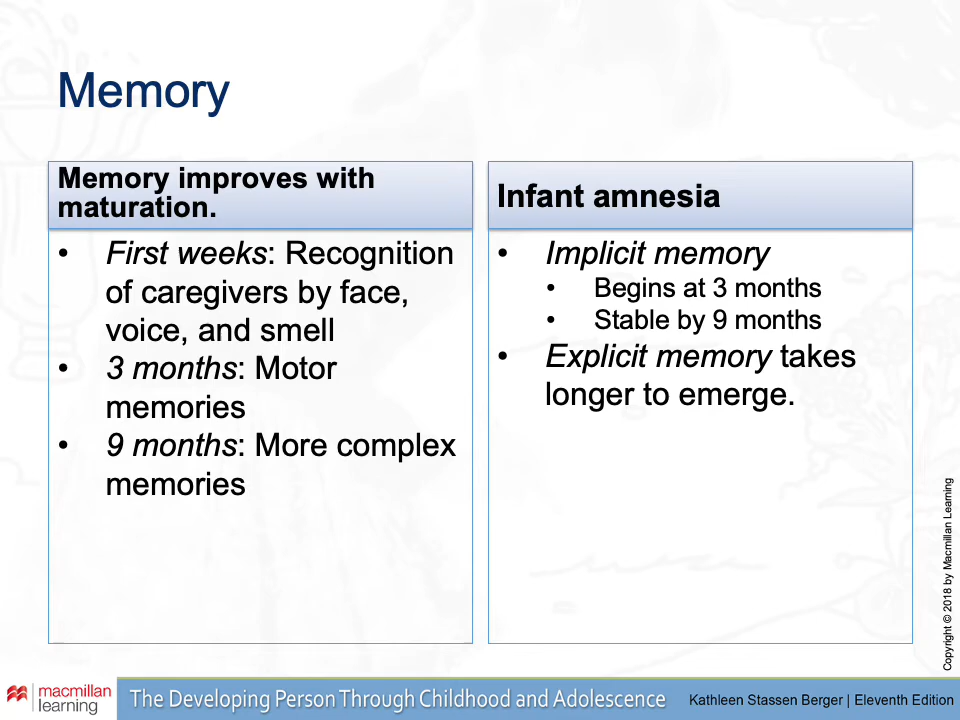 Memory
Memory improves with
maturation.
• First weeks: Recognition
of caregivers by face,
voice, and smell
• 3 months: Motor
memories
• 9 months: More complex
memories
Infant amnesia
• Implicit memory
• Begins at 3 months
• Stable by 9 months
• Explicit memory takes
longer to emerge.
Copyright © 2018 by Macmillan Learning
macmillan
learning
The Developing Person Through Childhood and Adolescence
Kathleen Stassen Berger | Eleventh Edition